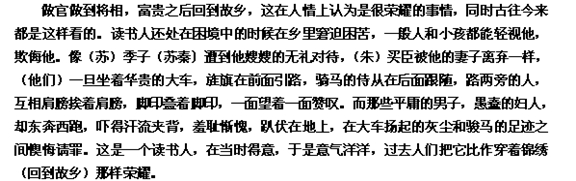 做官做到将相，富贵之后回到故乡，这在人情上认为是很荣耀的事情，同时古往今来
都是这样看的。读书人还处在困境中的时候在乡里窘迫困苦，一般人和小孩都能轻视他，
欺侮他。像（苏）季子（苏秦）遭到他嫂嫂的无礼对待，（朱）买臣被他的妻子离弃一样，
（他们）一旦坐着华贵的大车，旌旗在前面引路，骑马的侍从在后面跟随，路两旁的人，
互相肩膀挨着肩膀，脚印叠着脚印，一面望着一面赞叹。而那些平庸的男子，愚蠢的妇人，
却东奔西跑，吓得汗流夹背，羞耻惭愧，趴伏在地上，在大车扬起的灰尘和骏马的足迹之
间懊悔请罪。这是一个读书人，在当时得意，于是意气洋洋，过去人们把它比作穿着锦绣
（回到故乡）那样荣耀。